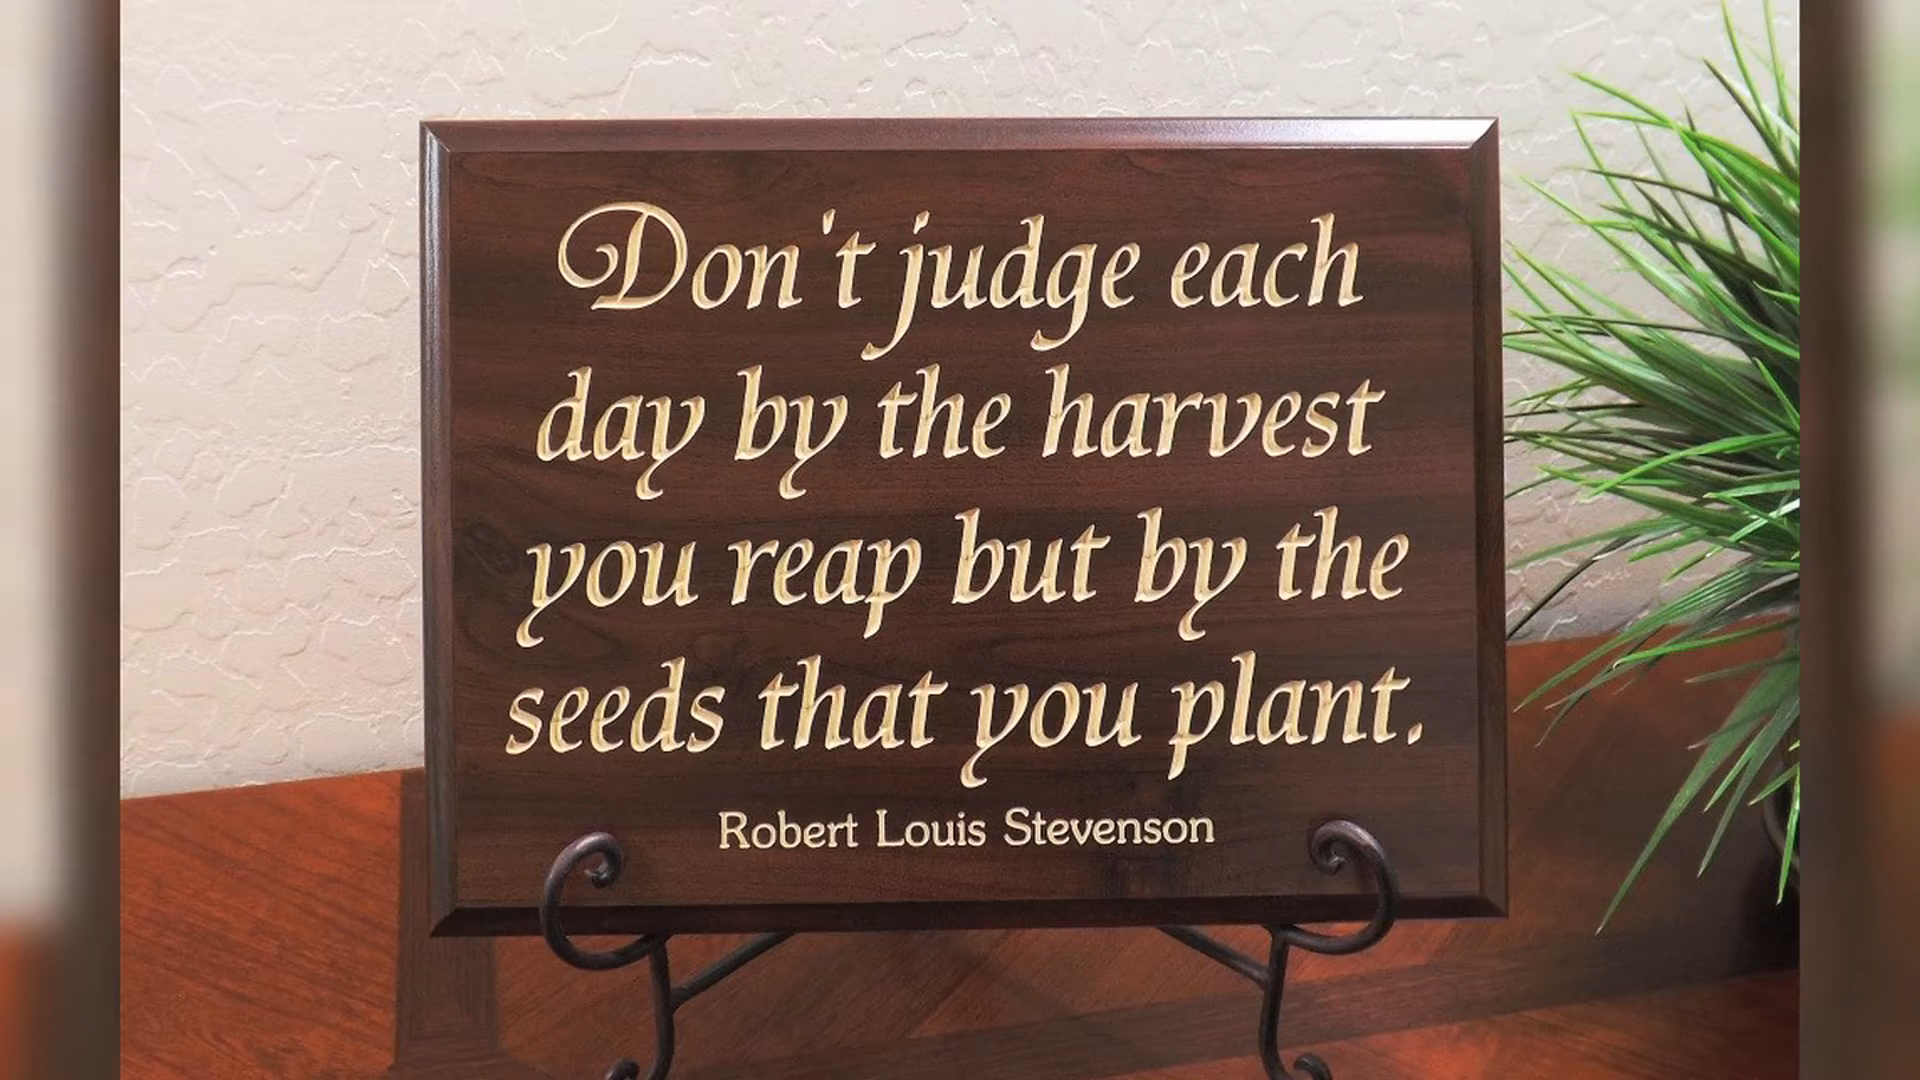 Don't judge each
day by the harvest
you reap but by the
seeds that you plant.
Robert Louis Stevenson